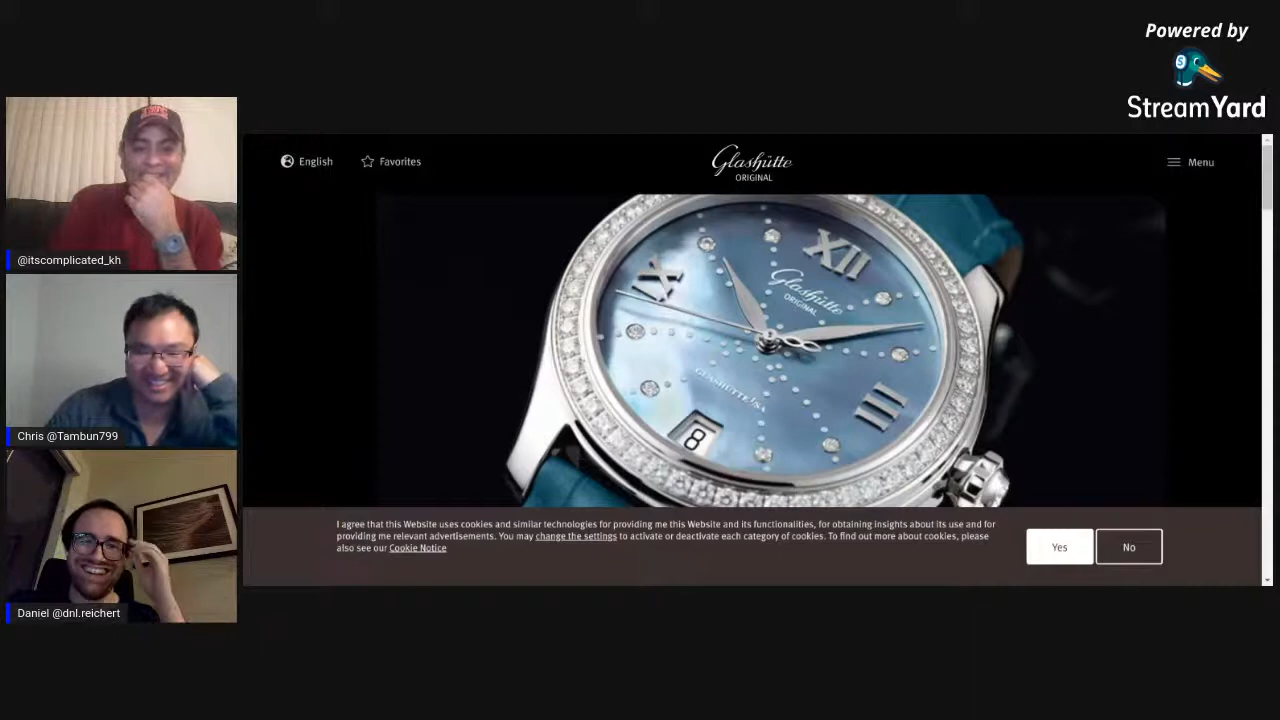 Powered by
StreamYard
English
Favorites
Glashütte
ORIGINAL
Menu
@itscomplicated_kh
Chris @Tambun799
Daniel @dnl.reichert
XII
IX
III
Glashütte
ORIGINAL
8
I agree that this Website uses cookies and similar technologies for providing me this Website and its functionalities, for obtaining insights about its use and for
providing me relevant advertisements. You may change the settings to activate or deactivate each category of cookies. To find out more about cookies, please
also see our Cookie Notice
Yes
No